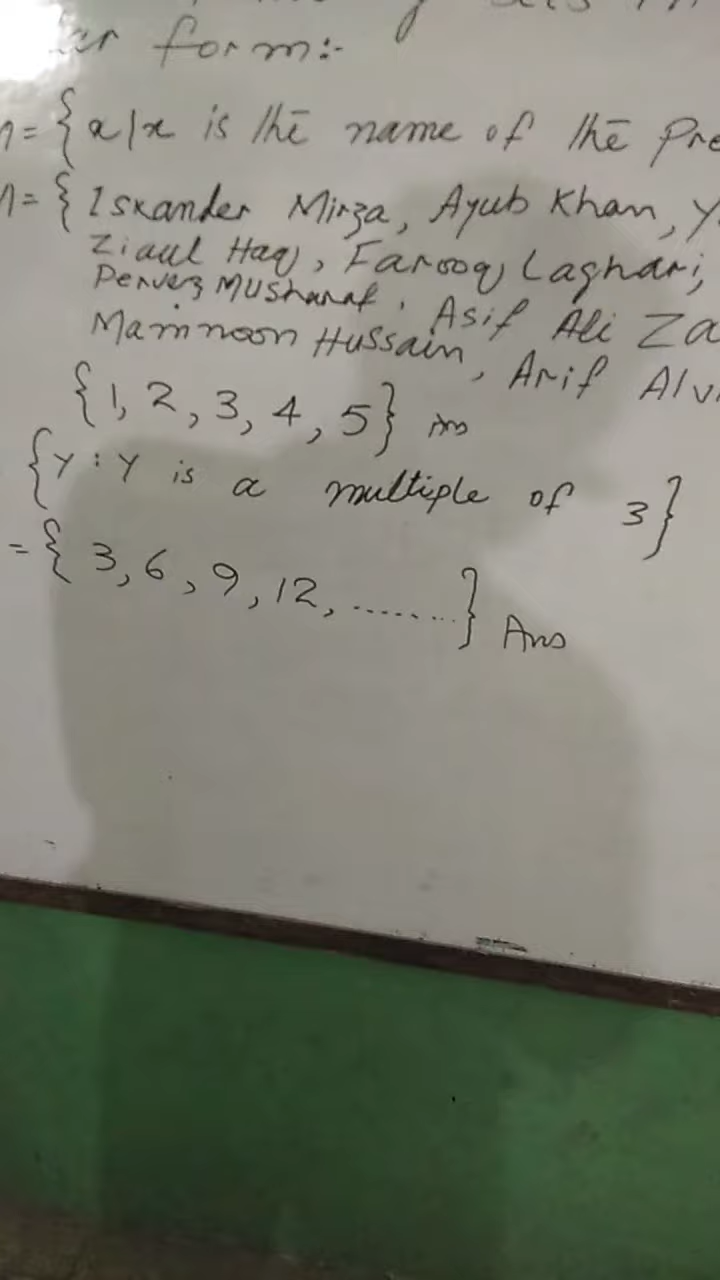 form:-
= { x/x is the name of the Pre
= { Iskander Mirza, Ayub Khan, Y
Ziaul Haq, Farooq Laghari,
Pervez Musharaf, Asif Ali Za
Mamnoon Hussain, Arif Alv
{1, 2, 3, 4, 5} Ans
{Y : Y is a multiple of 3}
= { 3, 6, 9, 12, ....... } Ans